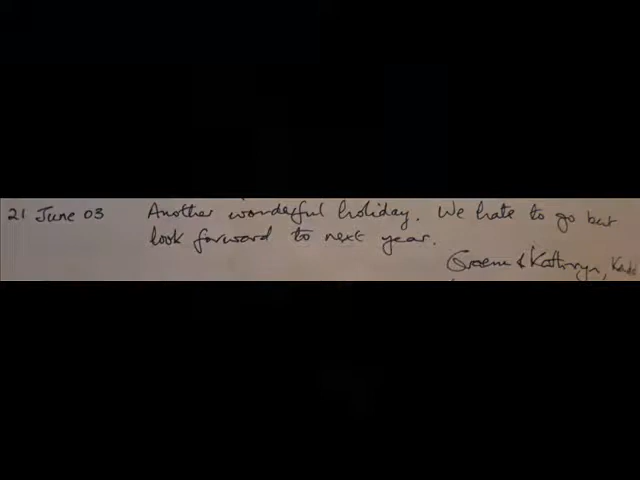 21 June 03 Another wonderful holiday. We hate to go but
look forward to next year.
Graeme & Kathryn,